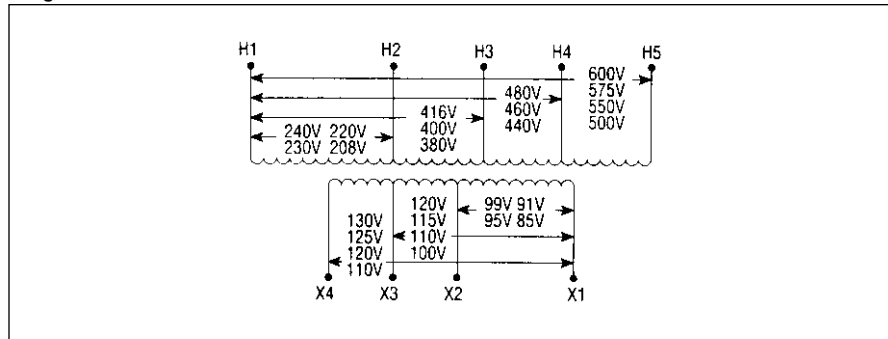 H1 H2 H3 H4 H5
600V
480V 575V
416V 460V 550V
240V 220V 400V 440V 500V
230V 208V 380V
120V 99V 91V
130V 115V 95V 85V
125V 110V
120V 100V
110V
X4 X3 X2 X1